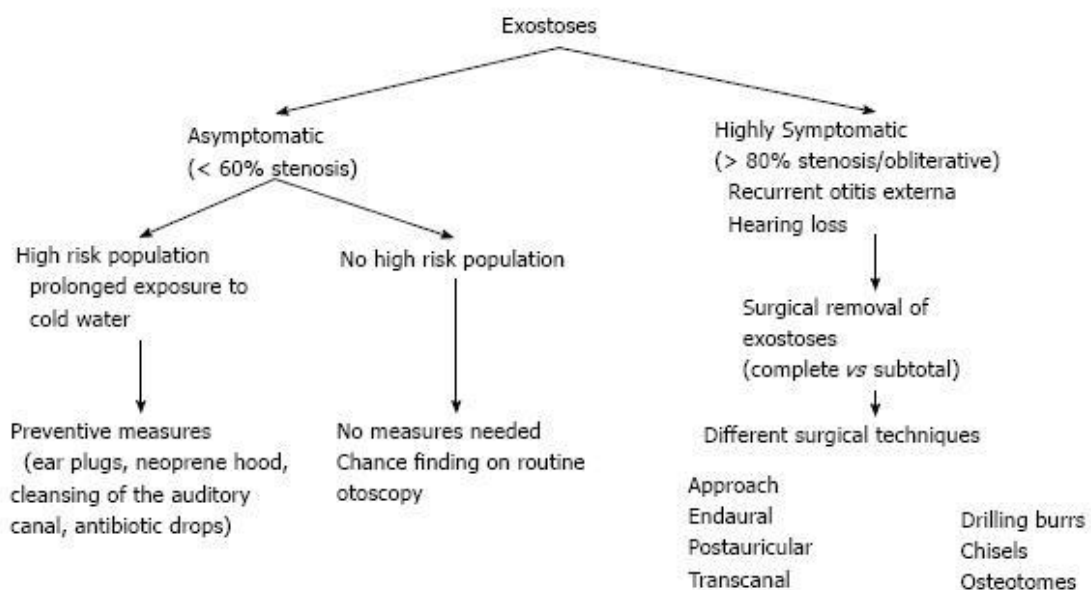 Exostoses
Asymptomatic
(< 60% stenosis)
Highly Symptomatic
(> 80% stenosis/obliterative)
Recurrent otitis externa
Hearing loss
High risk population
prolonged exposure to
cold water
No high risk population
Surgical removal of
exostoses
(complete vs subtotal)
Preventive measures
(ear plugs, neoprene hood,
cleansing of the auditory
canal, antibiotic drops)
No measures needed
Chance finding on routine
otoscopy
Different surgical techniques
Approach
Endaural
Postauricular
Transcanal
Drilling burrs
Chisels
Osteotomes